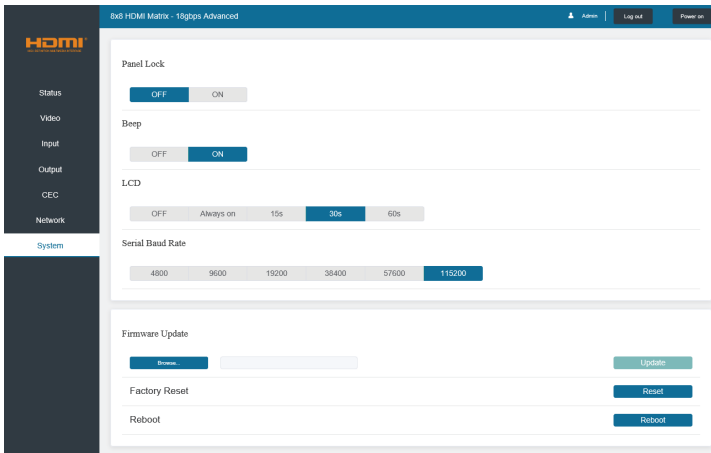 8x8 HDMI Matrix - 18gbps Advanced
Admin
Log out
Power on
HDMI
Status
Video
Input
Output
CEC
Network
System
Panel Lock
OFF ON
Beep
OFF ON
LCD
OFF Always on 15s 30s 60s
Serial Baud Rate
4800 9600 19200 38400 57600 115200
Firmware Update
Browse... Update
Factory Reset Reset
Reboot Reboot